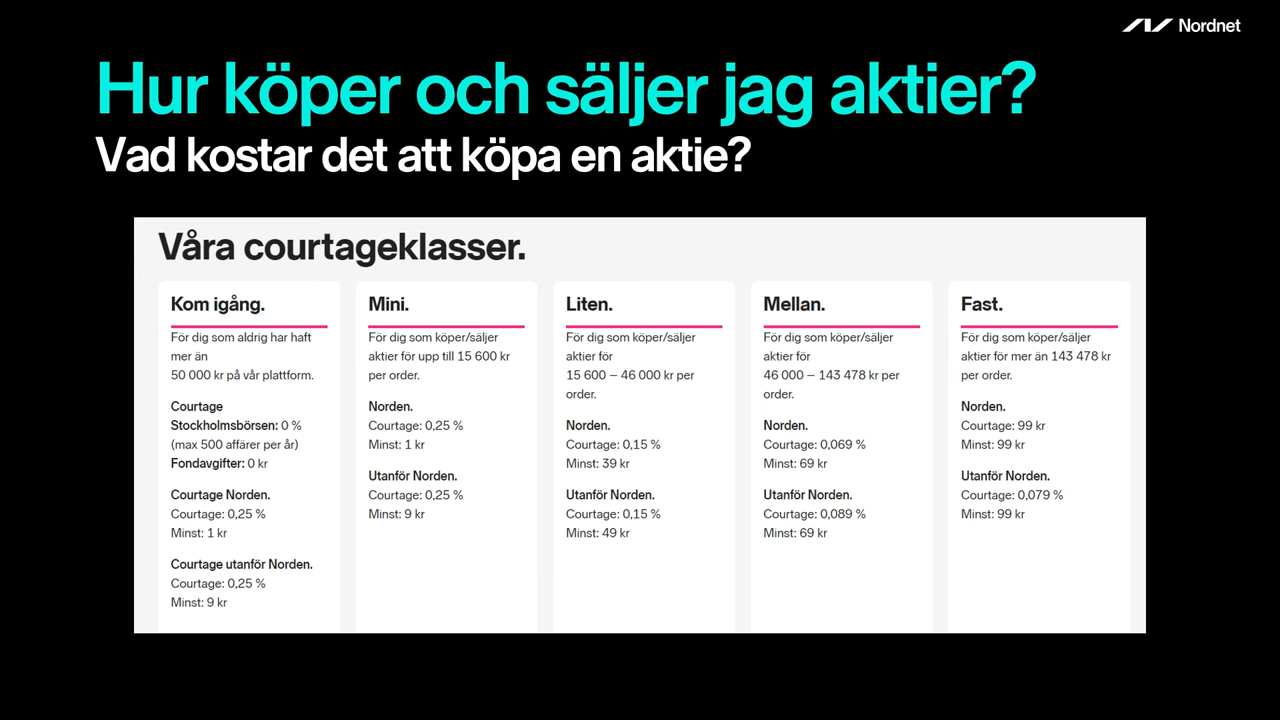 Nordnet
Hur köper och säljer jag aktier?
Vad kostar det att köpa en aktie?
Våra courtageklasser.
Kom igång.
För dig som aldrig har haft
mer än
50 000 kr på vår plattform.
Courtage
Stockholmsbörsen: 0 %
(max 500 affärer per år)
Fondavgifter: 0 kr
Courtage Norden.
Courtage: 0,25 %
Minst: 1 kr
Courtage utanför Norden.
Courtage: 0,25 %
Minst: 9 kr
Mini.
För dig som köper/säljer
aktier för upp till 15 600 kr
per order.
Norden.
Courtage: 0,25 %
Minst: 1 kr
Utanför Norden.
Courtage: 0,25 %
Minst: 9 kr
Liten.
För dig som köper/säljer
aktier för
15 600 – 46 000 kr per
order.
Norden.
Courtage: 0,15 %
Minst: 39 kr
Utanför Norden.
Courtage: 0,15 %
Minst: 49 kr
Mellan.
För dig som köper/säljer
aktier för
46 000 – 143 478 kr per
order.
Norden.
Courtage: 0,069 %
Minst: 69 kr
Utanför Norden.
Courtage: 0,089 %
Minst: 69 kr
Fast.
För dig som köper/säljer
aktier för mer än 143 478 kr
per order.
Norden.
Courtage: 99 kr
Minst: 99 kr
Utanför Norden.
Courtage: 0,079 %
Minst: 99 kr